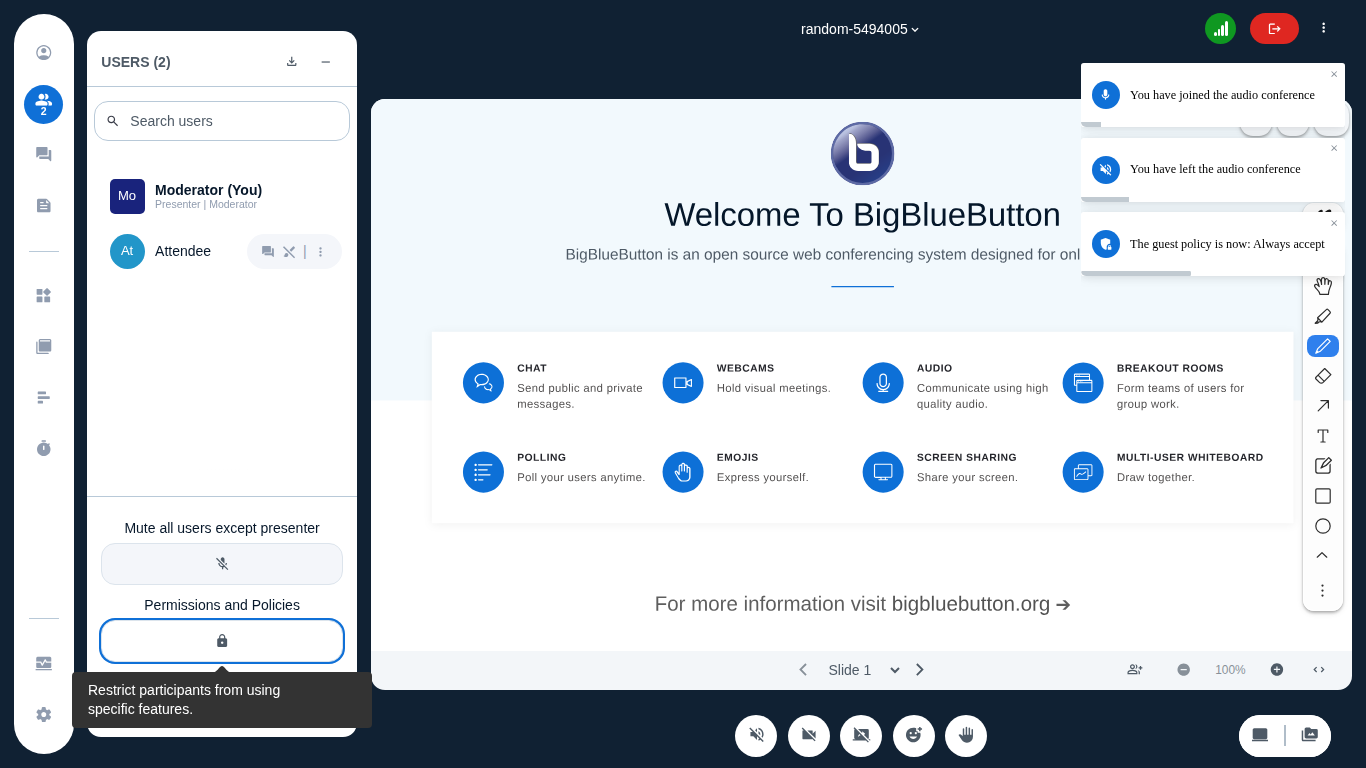 random-5494005
2
USERS (2)
Search users
Mo
Moderator (You)
Presenter | Moderator
At
Attendee
Mute all users except presenter
Permissions and Policies
Restrict participants from using
specific features.
You have joined the audio conference
You have left the audio conference
The guest policy is now: Always accept
Welcome To BigBlueButton
BigBlueButton is an open source web conferencing system designed for onl
CHAT
Send public and private
messages.
WEBCAMS
Hold visual meetings.
AUDIO
Communicate using high
quality audio.
BREAKOUT ROOMS
Form teams of users for
group work.
POLLING
Poll your users anytime.
EMOJIS
Express yourself.
SCREEN SHARING
Share your screen.
MULTI-USER WHITEBOARD
Draw together.
For more information visit bigbluebutton.org ➔
Slide 1
100%